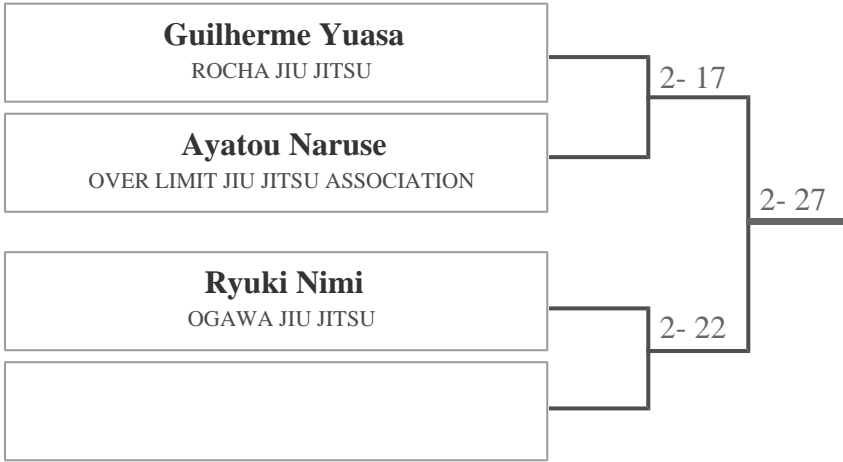 Guilherme Yuasa
ROCHA JIU JITSU
2- 17
Ayatou Naruse
OVER LIMIT JIU JITSU ASSOCIATION
2- 27
Ryuki Nimi
OGAWA JIU JITSU
2- 22